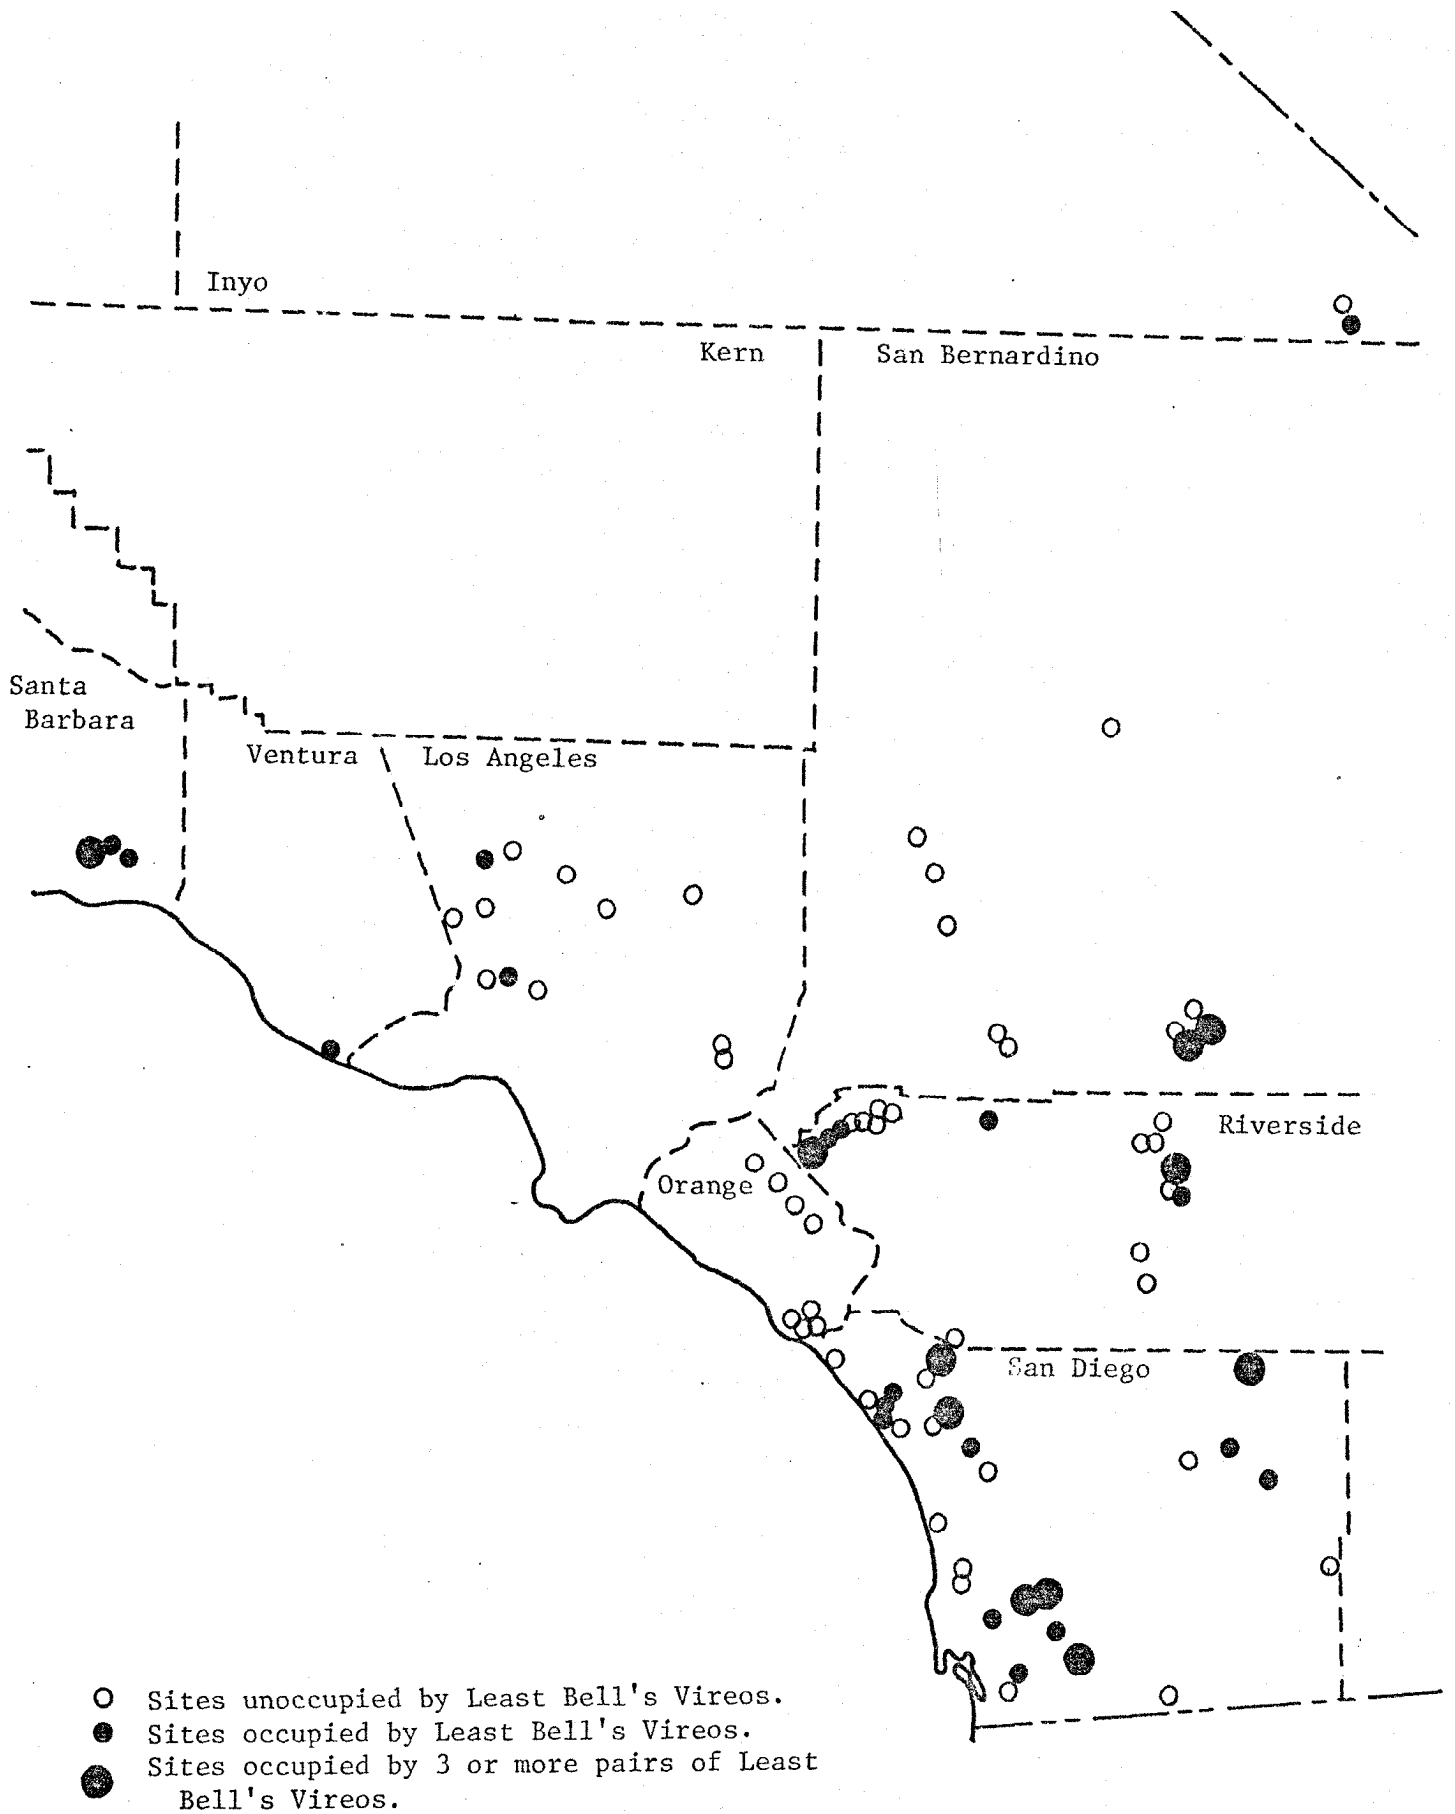 Inyo
Kern
San Bernardino
Santa
Barbara
Ventura
Los Angeles
Riverside
Orange
San Diego
Sites unoccupied by Least Bell's Vireos.
Sites occupied by Least Bell's Vireos.
Sites occupied by 3 or more pairs of Least
Bell's Vireos.